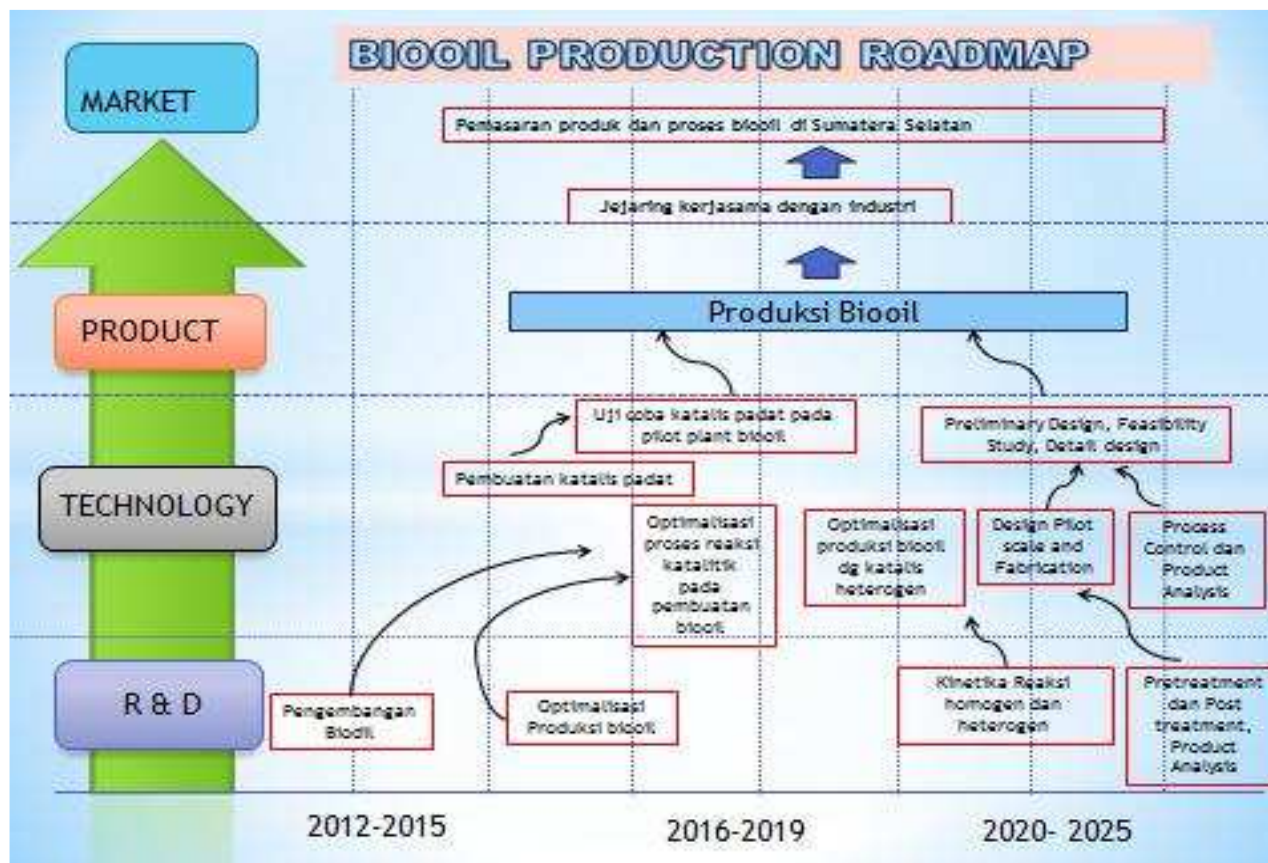 BIOOIL PRODUCTION ROADMAP
MARKET
Pemasaran produk dan proses biooil di Sumatera Selatan
Jejaring kerjasama dengan industri
PRODUCT
Produksi Biooil
Uji coba katalis padat pada
pilot plant biooil
Preliminary Design, Feasibility
Study, Detail design
Pembuatan katalis padat
TECHNOLOGY
Optimalisasi
proses reaksi
katalitik
pada
pembuatan
biooil
Optimalisasi
produksi biooil
dg katalis
heterogen
Design Pilot
scale and
Fabrication
Process
Control dan
Product
Analysis
R & D
Pengembangan
Biooil
Optimalisasi
Produksi biooil
Kinetika Reaksi
homogen dan
heterogen
Pretreatment
dan Post
treatment,
Product
Analysis
2012-2015
2016-2019
2020- 2025